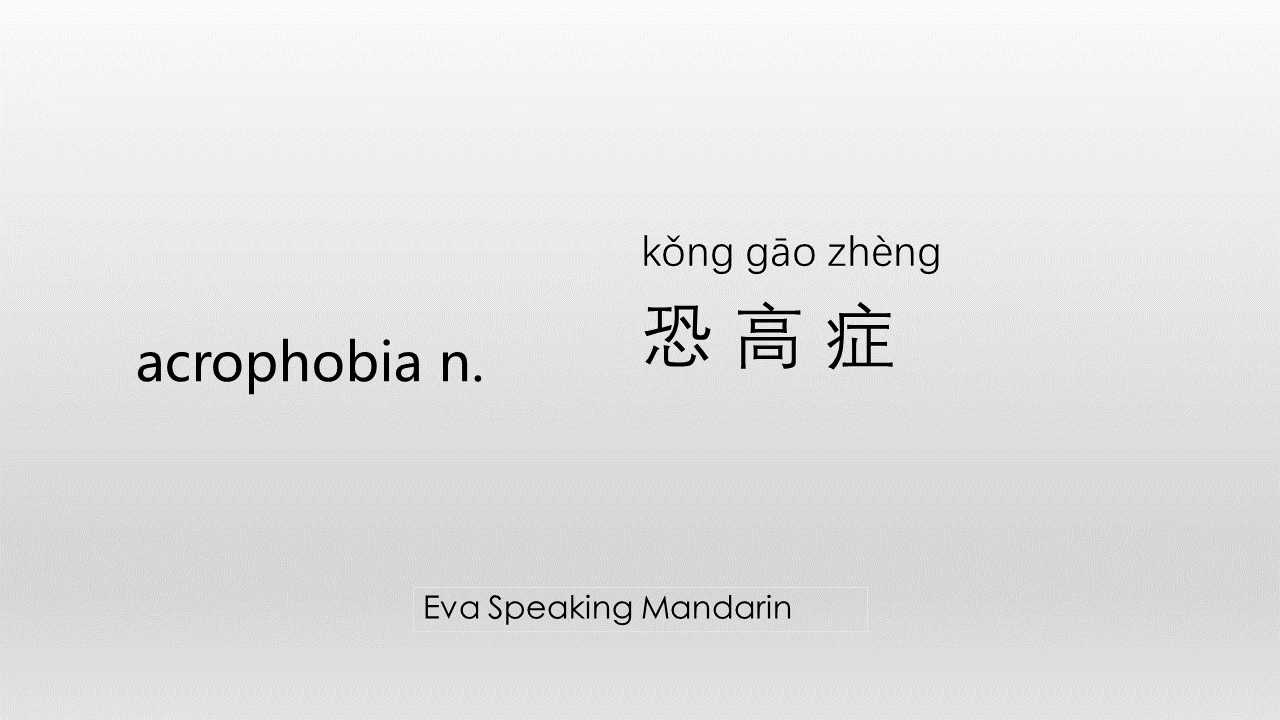 acrophobia n.
kǒng gāo zhèng
恐 高 症
Eva Speaking Mandarin